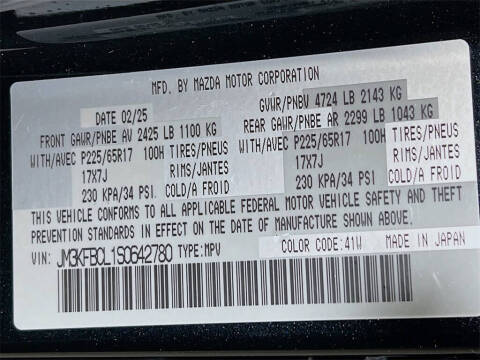 MFD. BY MAZDA MOTOR CORPORATION
DATE 02/25
GVWR/PNBV 4724 LB 2143 KG
FRONT GAWR/PNBE AV 2425 LB 1100 KG
REAR GAWR/PNBE AR 2299 LB 1043 KG
WITH/AVEC P225/65R17 100H TIRES/PNEUS
17X7J RIMS/JANTES
230 KPA/34 PSI. COLD/A FROID
WITH/AVEC P225/65R17 100H TIRES/PNEUS
17X7J RIMS/JANTES
230 KPA/34 PSI. COLD/A FROID
THIS VEHICLE CONFORMS TO ALL APPLICABLE FEDERAL MOTOR VEHICLE SAFETY AND THEFT
PREVENTION STANDARDS IN EFFECT ON THE DATE OF MANUFACTURE SHOWN ABOVE.
VIN: JM3KFBCL1S0642780 TYPE:MPV
COLOR CODE:41W MADE IN JAPAN